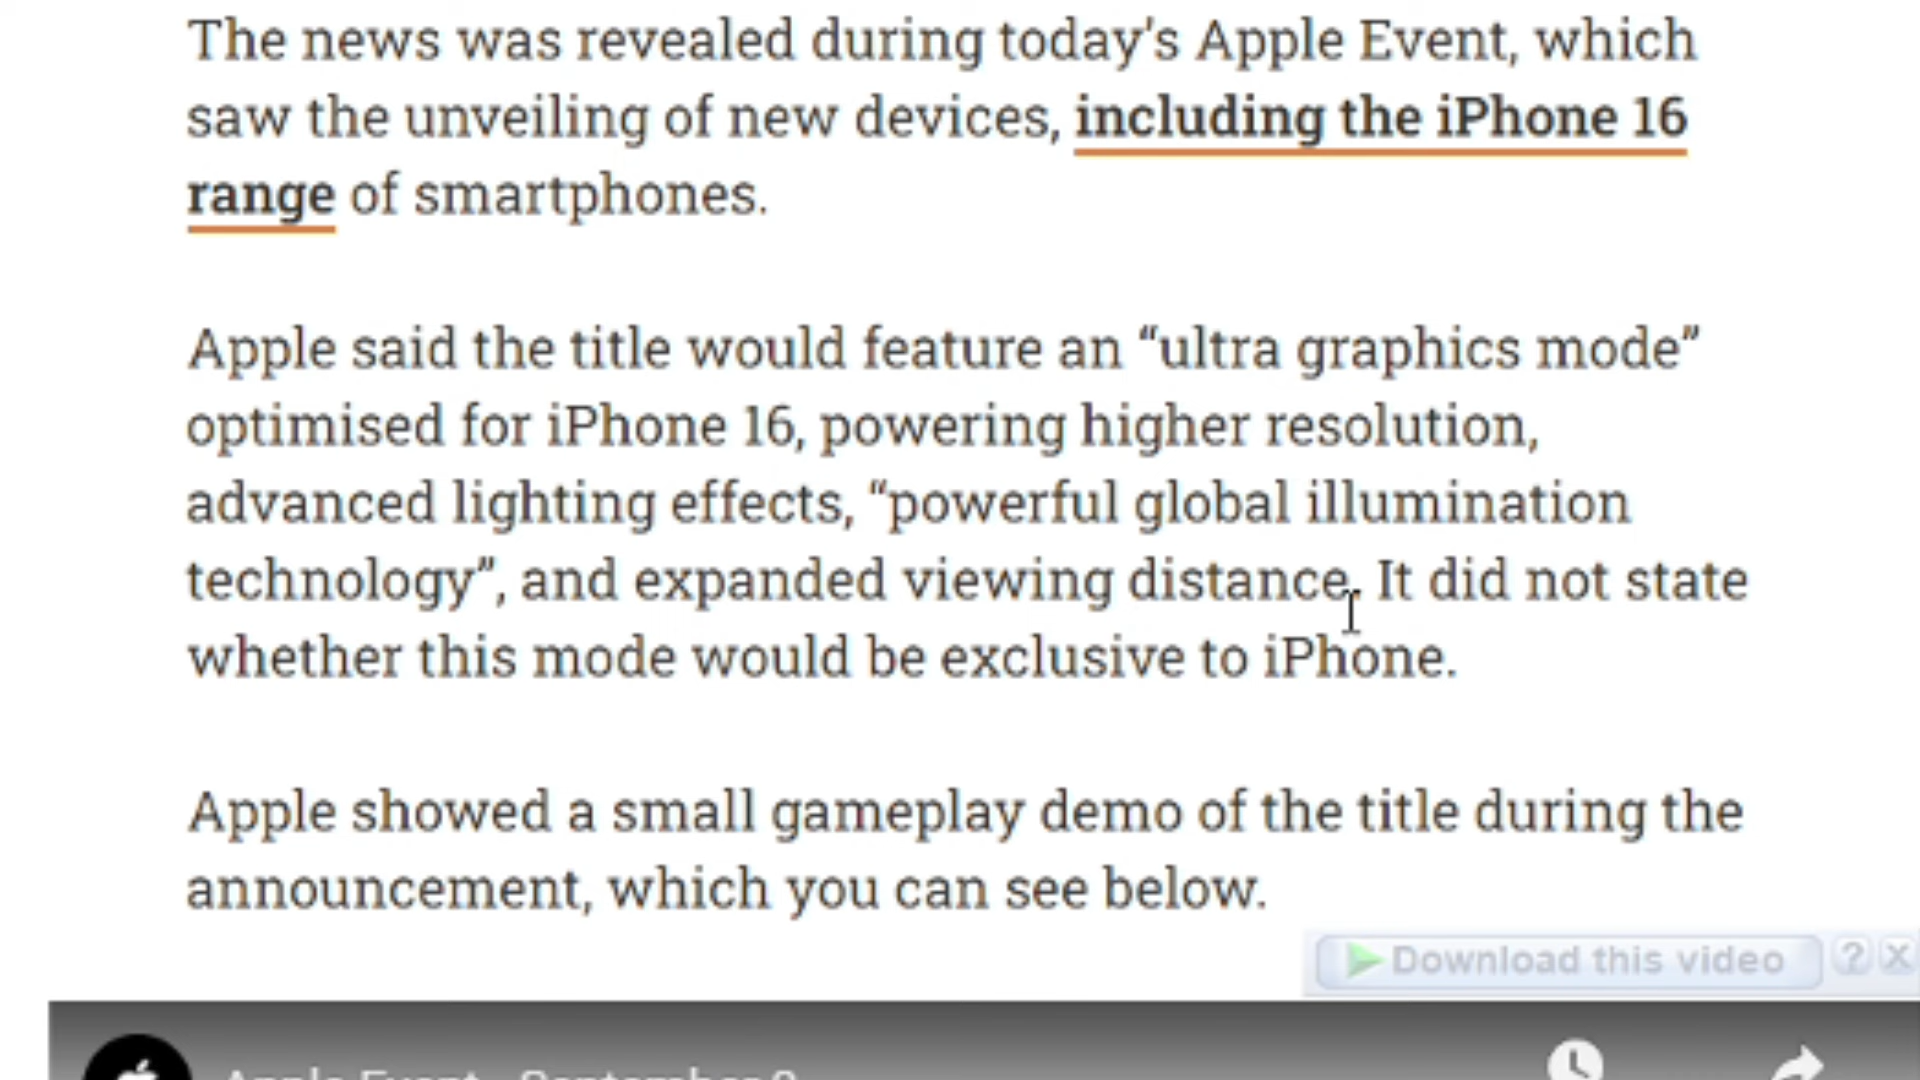 The news was revealed during today's Apple Event, which
saw the unveiling of new devices, including the iPhone 16
range of smartphones.
Apple said the title would feature an “ultra graphics mode”
optimised for iPhone 16, powering higher resolution,
advanced lighting effects, “powerful global illumination
technology”, and expanded viewing distance. It did not state
whether this mode would be exclusive to iPhone.
Apple showed a small gameplay demo of the title during the
announcement, which you can see below.
Download this video ? X
Apple Event - September 9